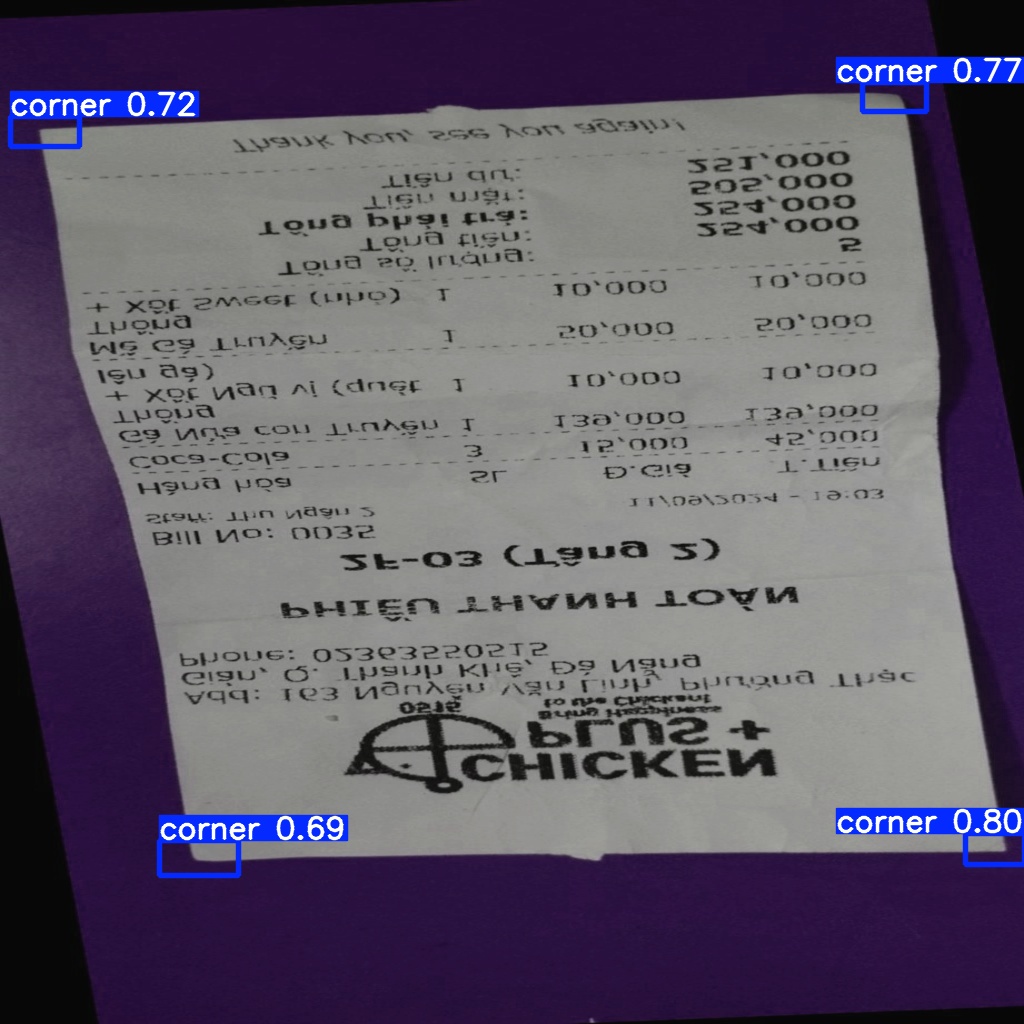 corner 0.72
corner 0.77
CHICKEN
PLUS +
Bring Happiness
to the Chickent
0515
Add: 163 Nguyễn Văn Linh, Phường Thạc
Gián, Q. Thanh Khê, Đà Nẵng
Phone: 02363550515
PHIẾU THANH TOÁN
2F-03 (Tầng 2)
Bill No: 0035
Staff: Thu Ngân 2 11/09/2024 - 19:03
Hàng hóa SL Đ.Giá T.Tiền
Coca-Cola 3 15,000 45,000
Gà Nửa con Truyền 1 139,000 139,000
Thống
+ Xốt Ngũ vị (quét 1 10,000 10,000
lên gà)
Mề Gà Truyền 1 50,000 50,000
Thống
+ Xốt Sweet (nhỏ) 1 10,000 10,000
Tổng số lượng: 5
Tổng tiền: 254,000
Tổng phải trả: 254,000
Tiền mặt: 505,000
Tiền dư: 251,000
Thank you, see you again!
corner 0.69
corner 0.80